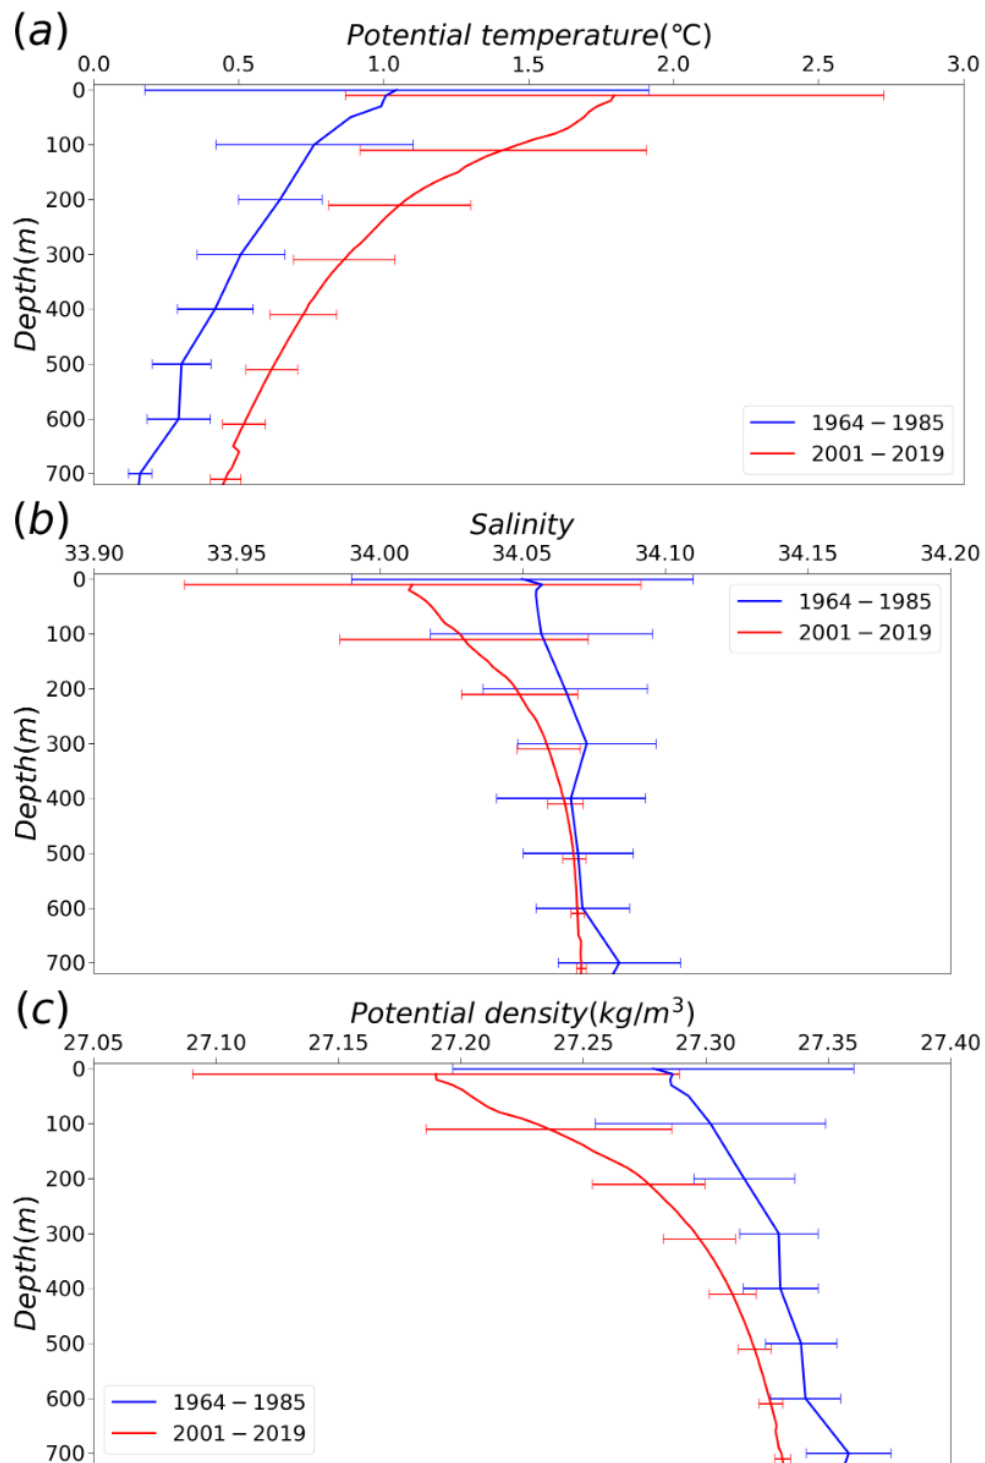 (a)
Potential temperature(°C)
0.0 0.5 1.0 1.5 2.0 2.5 3.0
0
100
200
300
400
500
600
700
Depth(m)
1964 − 1985
2001 − 2019
(b)
Salinity
33.90 33.95 34.00 34.05 34.10 34.15 34.20
0
100
200
300
400
500
600
700
Depth(m)
1964 − 1985
2001 − 2019
(c)
Potential density(kg/m³)
27.05 27.10 27.15 27.20 27.25 27.30 27.35 27.40
0
100
200
300
400
500
600
700
Depth(m)
1964 − 1985
2001 − 2019